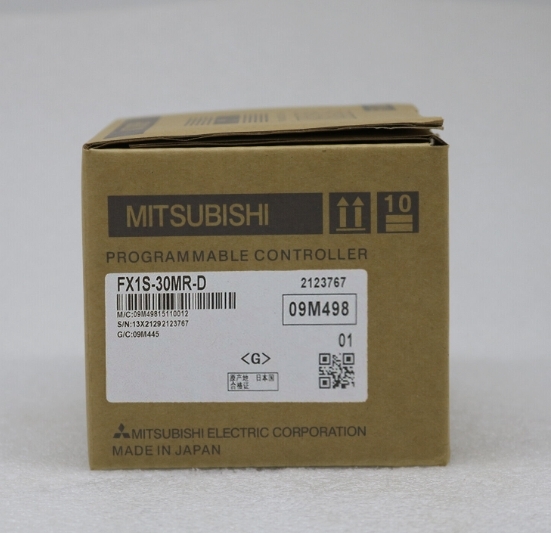 MITSUBISHI
10
PROGRAMMABLE CONTROLLER
FX1S-30MR-D
2123767
M/C:09M49815110012
09M498
S/N:13X21292123767
G/C:09M445
01
<G>
原产地 日本国
合格证
MITSUBISHI ELECTRIC CORPORATION
MADE IN JAPAN